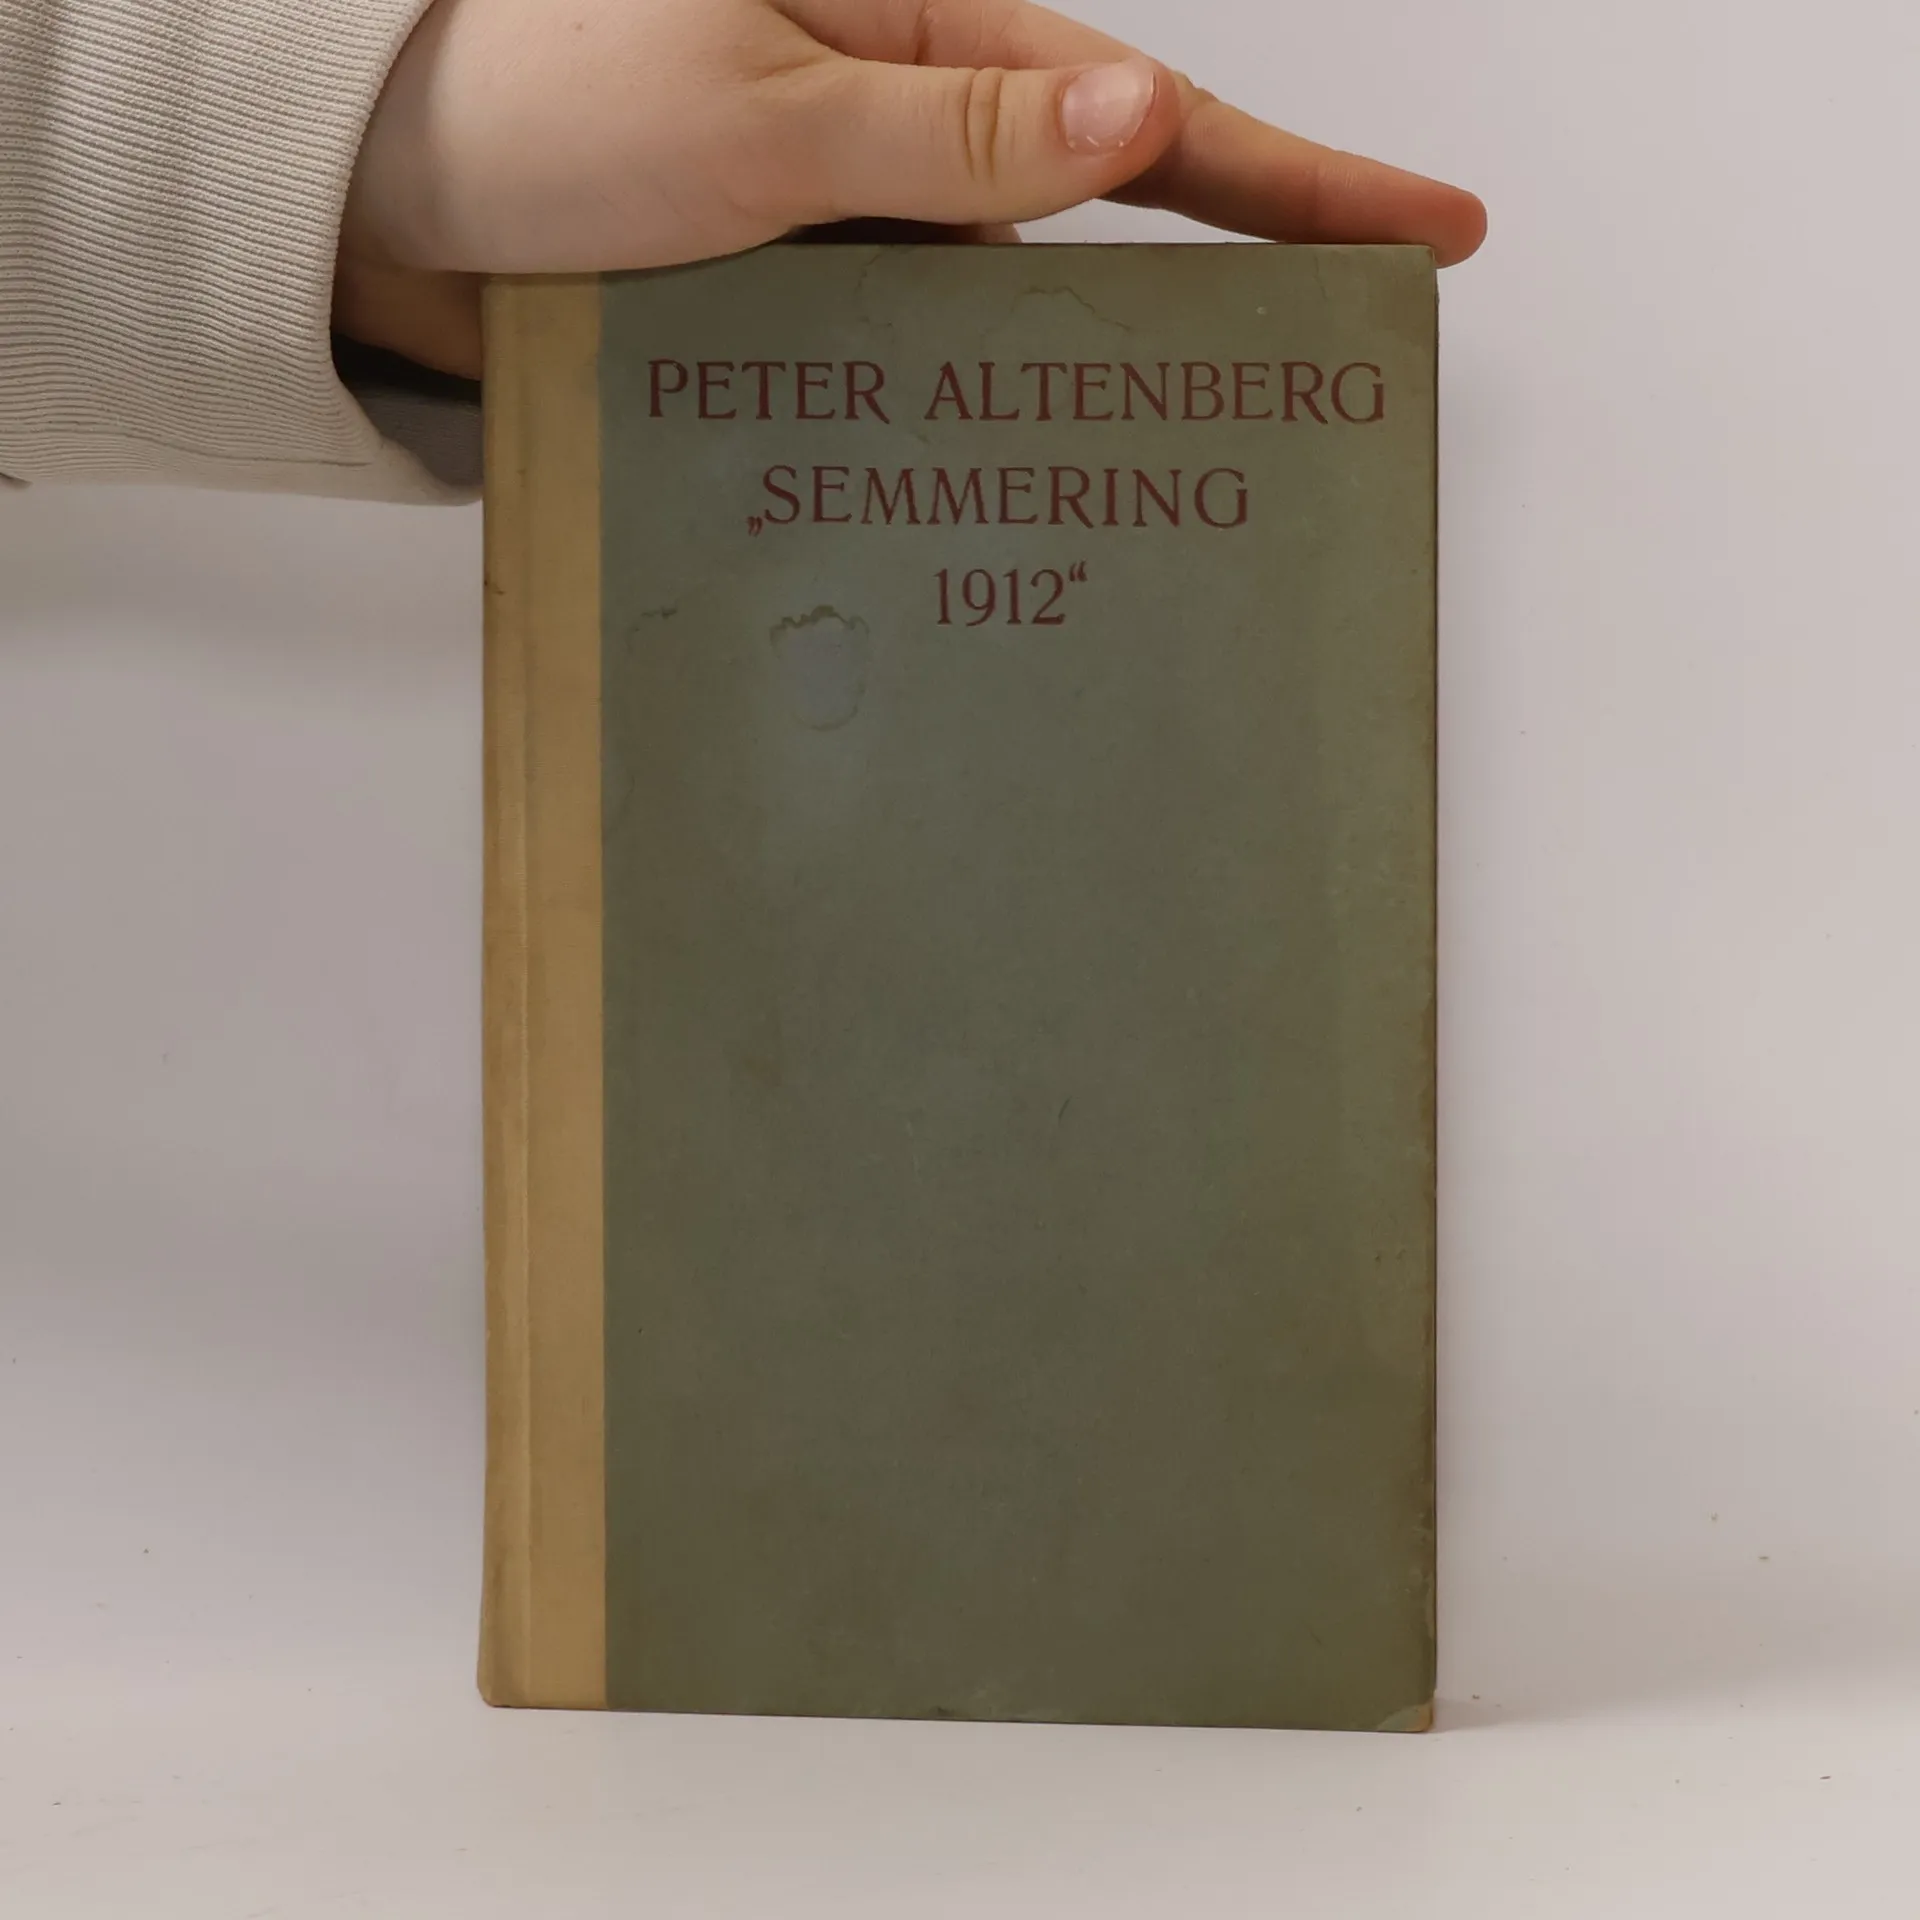 PETER ALTENBERG
„SEMMERING
1912“